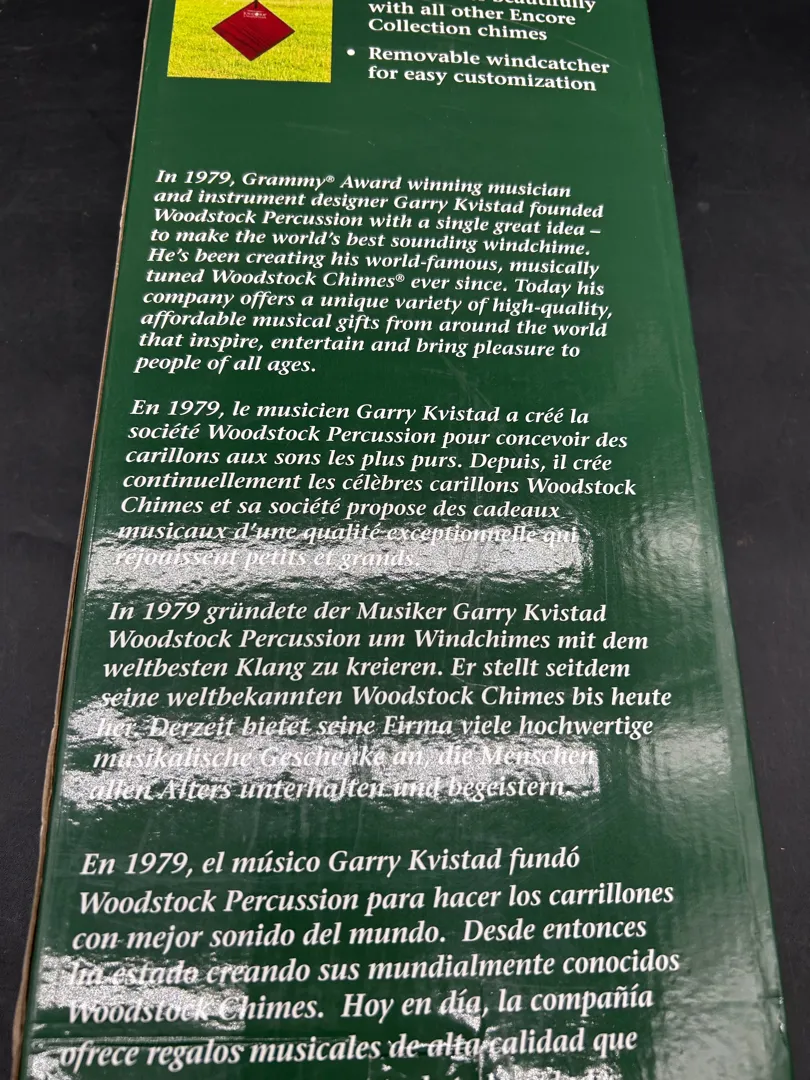 beautifully
with all other Encore
Collection chimes
• Removable windcatcher
for easy customization
In 1979, Grammy® Award winning musician
and instrument designer Garry Kvistad founded
Woodstock Percussion with a single great idea –
to make the world's best sounding windchime.
He's been creating his world-famous, musically
tuned Woodstock Chimes® ever since. Today his
company offers a unique variety of high-quality,
affordable musical gifts from around the world
that inspire, entertain and bring pleasure to
people of all ages.
En 1979, le musicien Garry Kvistad a créé la
société Woodstock Percussion pour concevoir des
carillons aux sons les plus purs. Depuis, il crée
continuellement les célèbres carillons Woodstock
Chimes et sa société propose des cadeaux
musicaux d'une qualité exceptionnelle qui
rejouissent petits et grands.
In 1979 gründete der Musiker Garry Kvistad
Woodstock Percussion um Windchimes mit dem
weltbesten Klang zu kreieren. Er stellt seitdem
seine weltbekannten Woodstock Chimes bis heute
her. Derzeit bietet seine Firma viele hochwertige
musikalische Geschenke an, die Menschen
allen Alters unterhalten und begeistern.
En 1979, el músico Garry Kvistad fundó
Woodstock Percussion para hacer los carrillones
con mejor sonido del mundo. Desde entonces
ha estado creando sus mundialmente conocidos
Woodstock Chimes. Hoy en día, la compañía
ofrece regalos musicales de alta calidad que